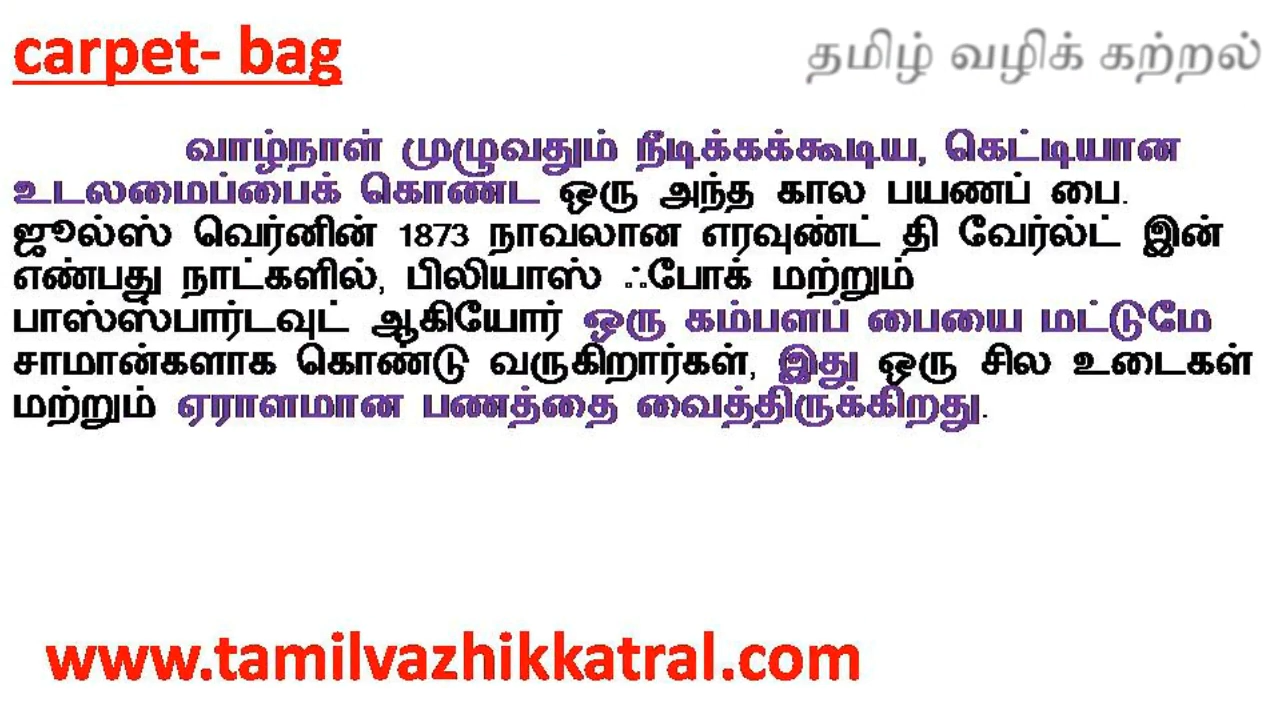 carpet- bag
தமிழ் வழிக் கற்றல்
வாழ்நாள் முழுவதும் நீடிக்கக்கூடிய, கெட்டியான
உடலமைப்பைக் கொண்ட ஒரு அந்த கால பயணப் பை.
ஜூல்ஸ் வெர்னின் 1873 நாவலான எரவுண்ட் தி வேர்ல்ட் இன்
எண்பது நாட்களில், பிலியாஸ் ஃபோக் மற்றும்
பாஸ்ஸ்பார்டவுட் ஆகியோர் ஒரு கம்பளப் பையை மட்டுமே
சாமான்களாக கொண்டு வருகிறார்கள், இது ஒரு சில உடைகள்
மற்றும் ஏராளமான பணத்தை வைத்திருக்கிறது.
www.tamilvazhikkatral.com